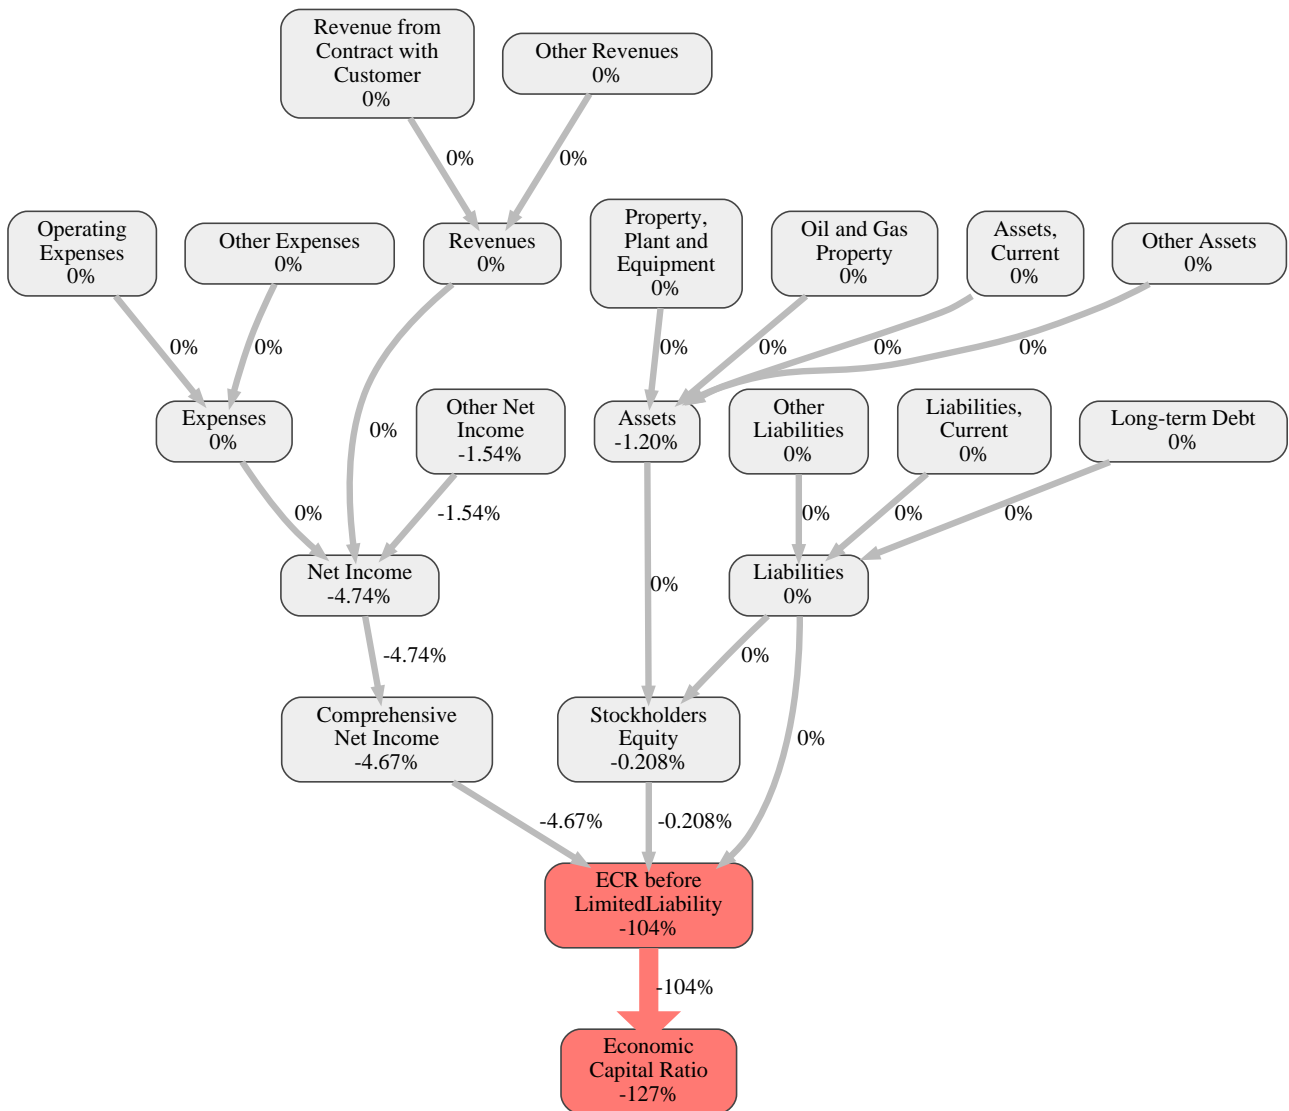 Revenue from
Contract with
Customer
0%
Other Revenues
0%
0%
0%
Operating
Expenses
0%
Other Expenses
0%
Revenues
0%
Property,
Plant and
Equipment
0%
Oil and Gas
Property
0%
Assets,
Current
0%
Other Assets
0%
0%
0%
0%
0%
0%
0%
Expenses
0%
0%
Other Net
Income
-1.54%
Assets
-1.20%
Other
Liabilities
0%
Liabilities,
Current
0%
Long-term Debt
0%
0%
-1.54%
0%
0%
0%
Net Income
-4.74%
0%
Liabilities
0%
-4.74%
0%
Comprehensive
Net Income
-4.67%
Stockholders
Equity
-0.208%
0%
-4.67%
-0.208%
ECR before
LimitedLiability
-104%
-104%
Economic
Capital Ratio
-127%